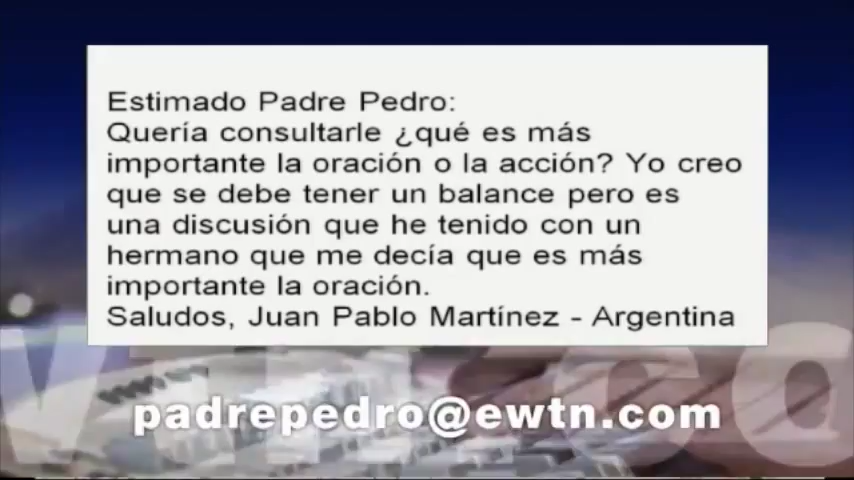 Estimado Padre Pedro:
Quería consultarle ¿qué es más
importante la oración o la acción? Yo creo
que se debe tener un balance pero es
una discusión que he tenido con un
hermano que me decía que es más
importante la oración.
Saludos, Juan Pablo Martínez - Argentina
padrepedro@ewtn.com